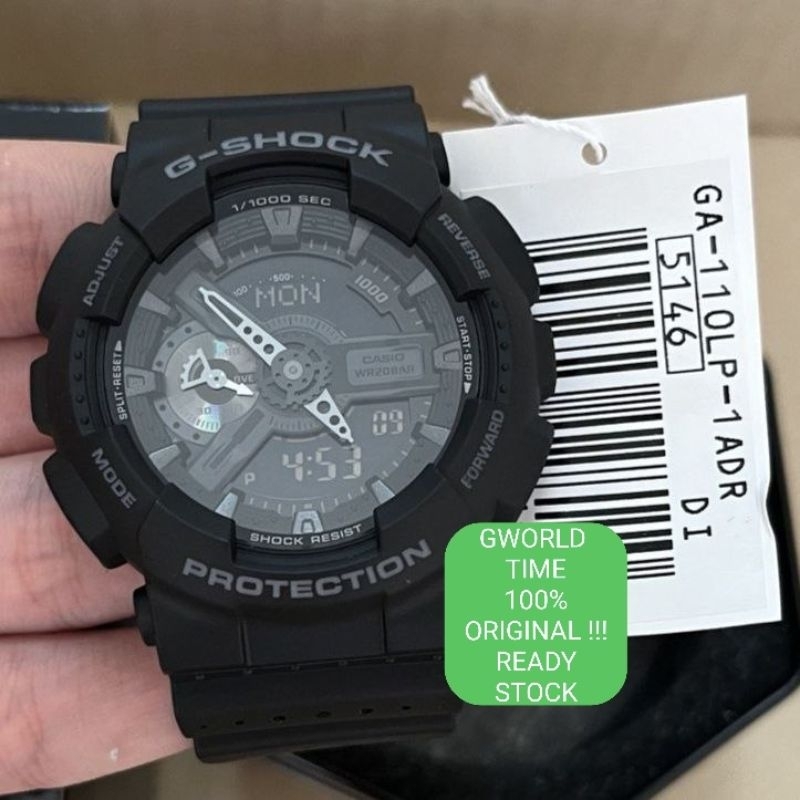 G-SHOCK
1/1000 SEC
ADJUST
REVERSE
100 500
1000
MON
CASIO
WR20BAR
SPLIT·RESET
START·STOP
09
4:53
P
MODE
FORWARD
SHOCK RESIST
PROTECTION
GA-110LP-1ADR
5146
DI
GWORLD
TIME
100%
ORIGINAL !!!
READY
STOCK